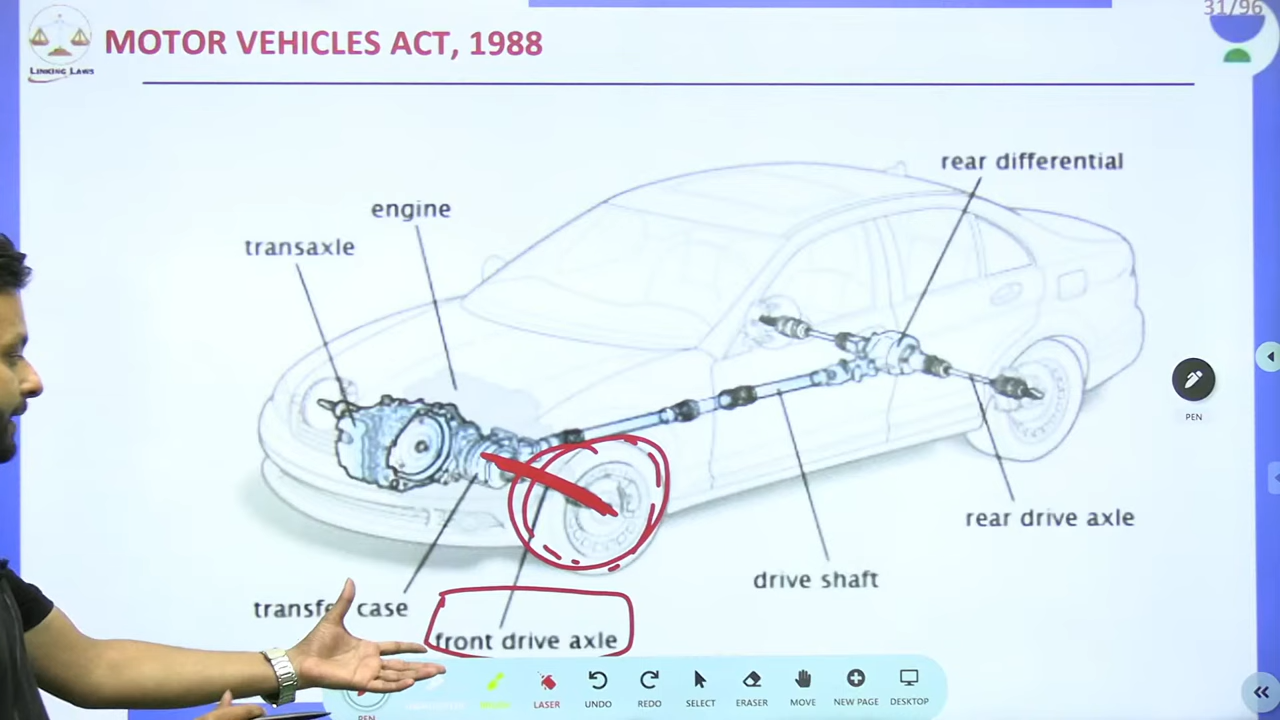 31/96
LINKING LAWS
MOTOR VEHICLES ACT, 1988
rear differential
engine
transaxle
rear drive axle
drive shaft
transfer case
front drive axle
PEN
PEN
LASER
UNDO
REDO
SELECT
ERASER
MOVE
NEW PAGE
DESKTOP